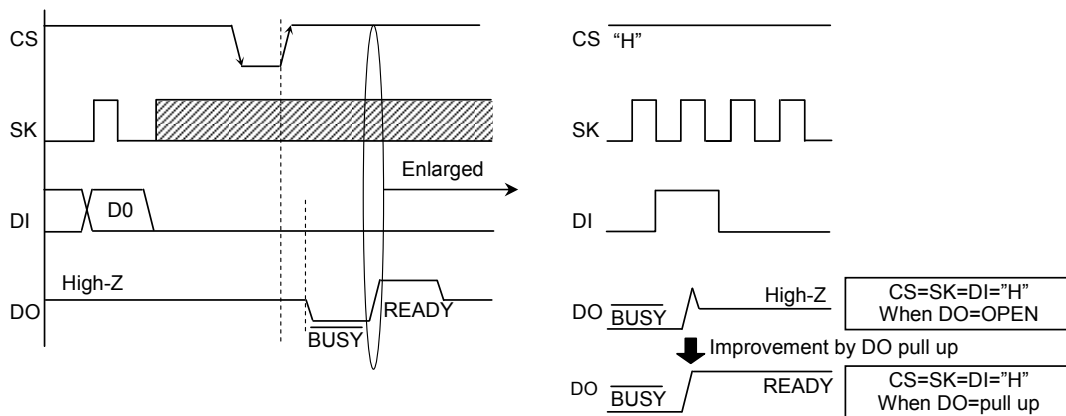 CS
SK
Enlarged
D0
DI
High-Z
DO
READY
BUSY
CS "H"
SK
DI
High-Z
DO BUSY
CS=SK=DI="H"
When DO=OPEN
Improvement by DO pull up
DO BUSY
READY
CS=SK=DI="H"
When DO=pull up